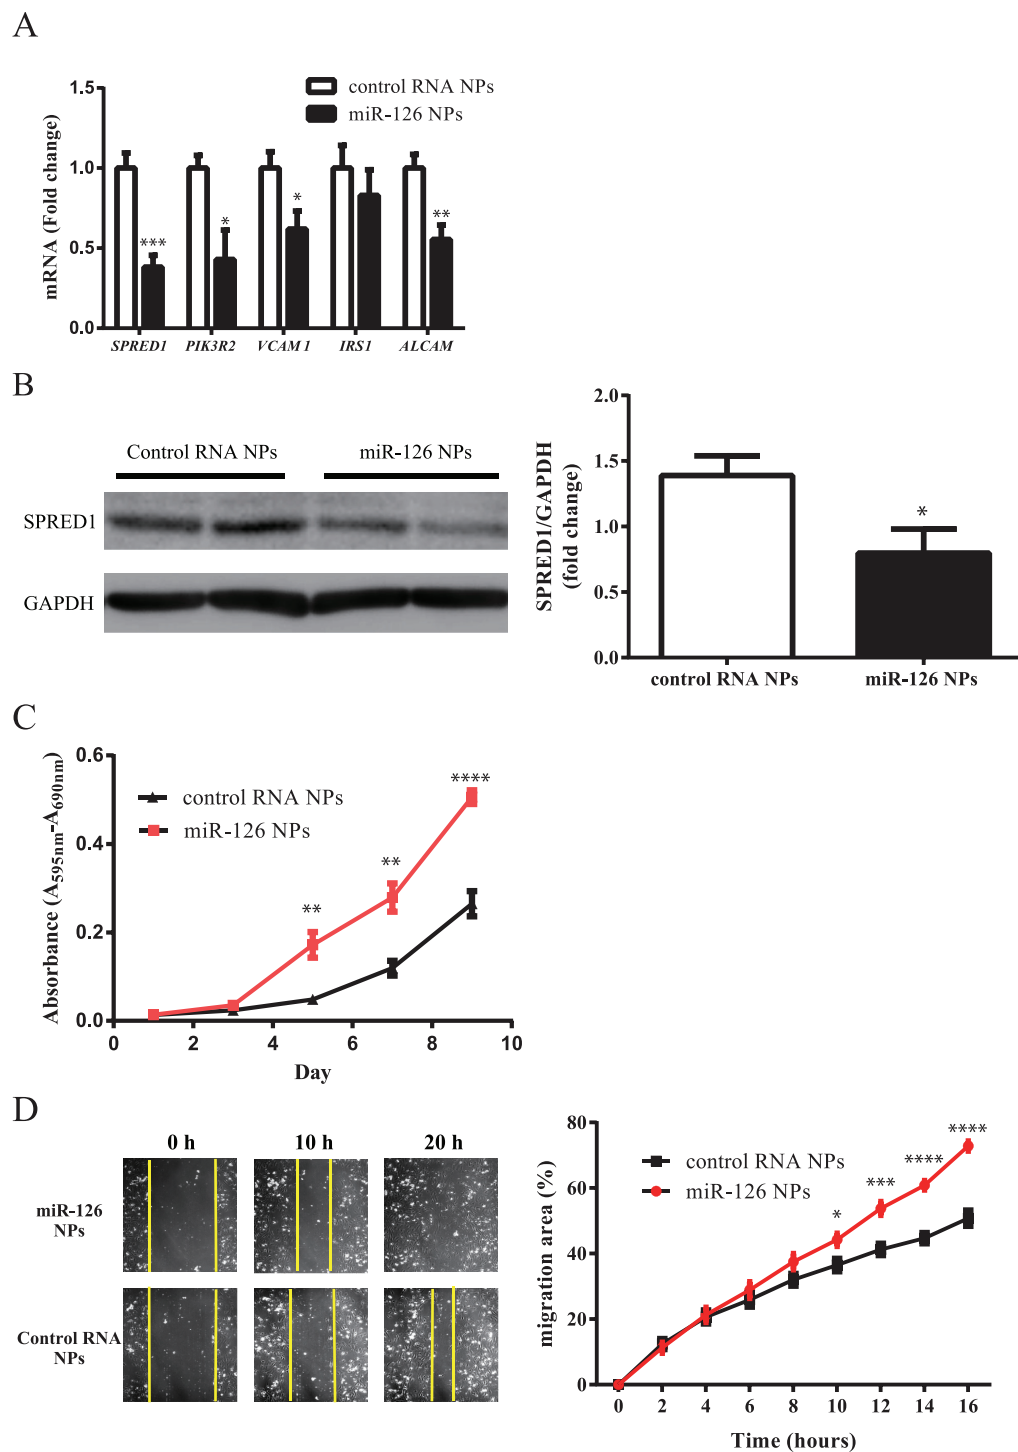 A
control RNA NPs
miR-126 NPs
mRNA (Fold change)
1.5
1.0
0.5
0.0
***
*
*
**
SPRED1 PIK3R2 VCAM1 IRS1 ALCAM
B
Control RNA NPs miR-126 NPs
SPRED1
GAPDH
SPRED1/GAPDH
(fold change)
2.0
1.5
1.0
0.5
0.0
*
control RNA NPs miR-126 NPs
C
Absorbance (A595nm-A690nm)
0.6
0.4
0.2
0.0
control RNA NPs
miR-126 NPs
**
**
****
0 2 4 6 8 10
Day
D
0 h 10 h 20 h
miR-126
NPs
Control RNA
NPs
migration area (%)
80
60
40
20
0
control RNA NPs
miR-126 NPs
*
***
****
****
0 2 4 6 8 10 12 14 16
Time (hours)